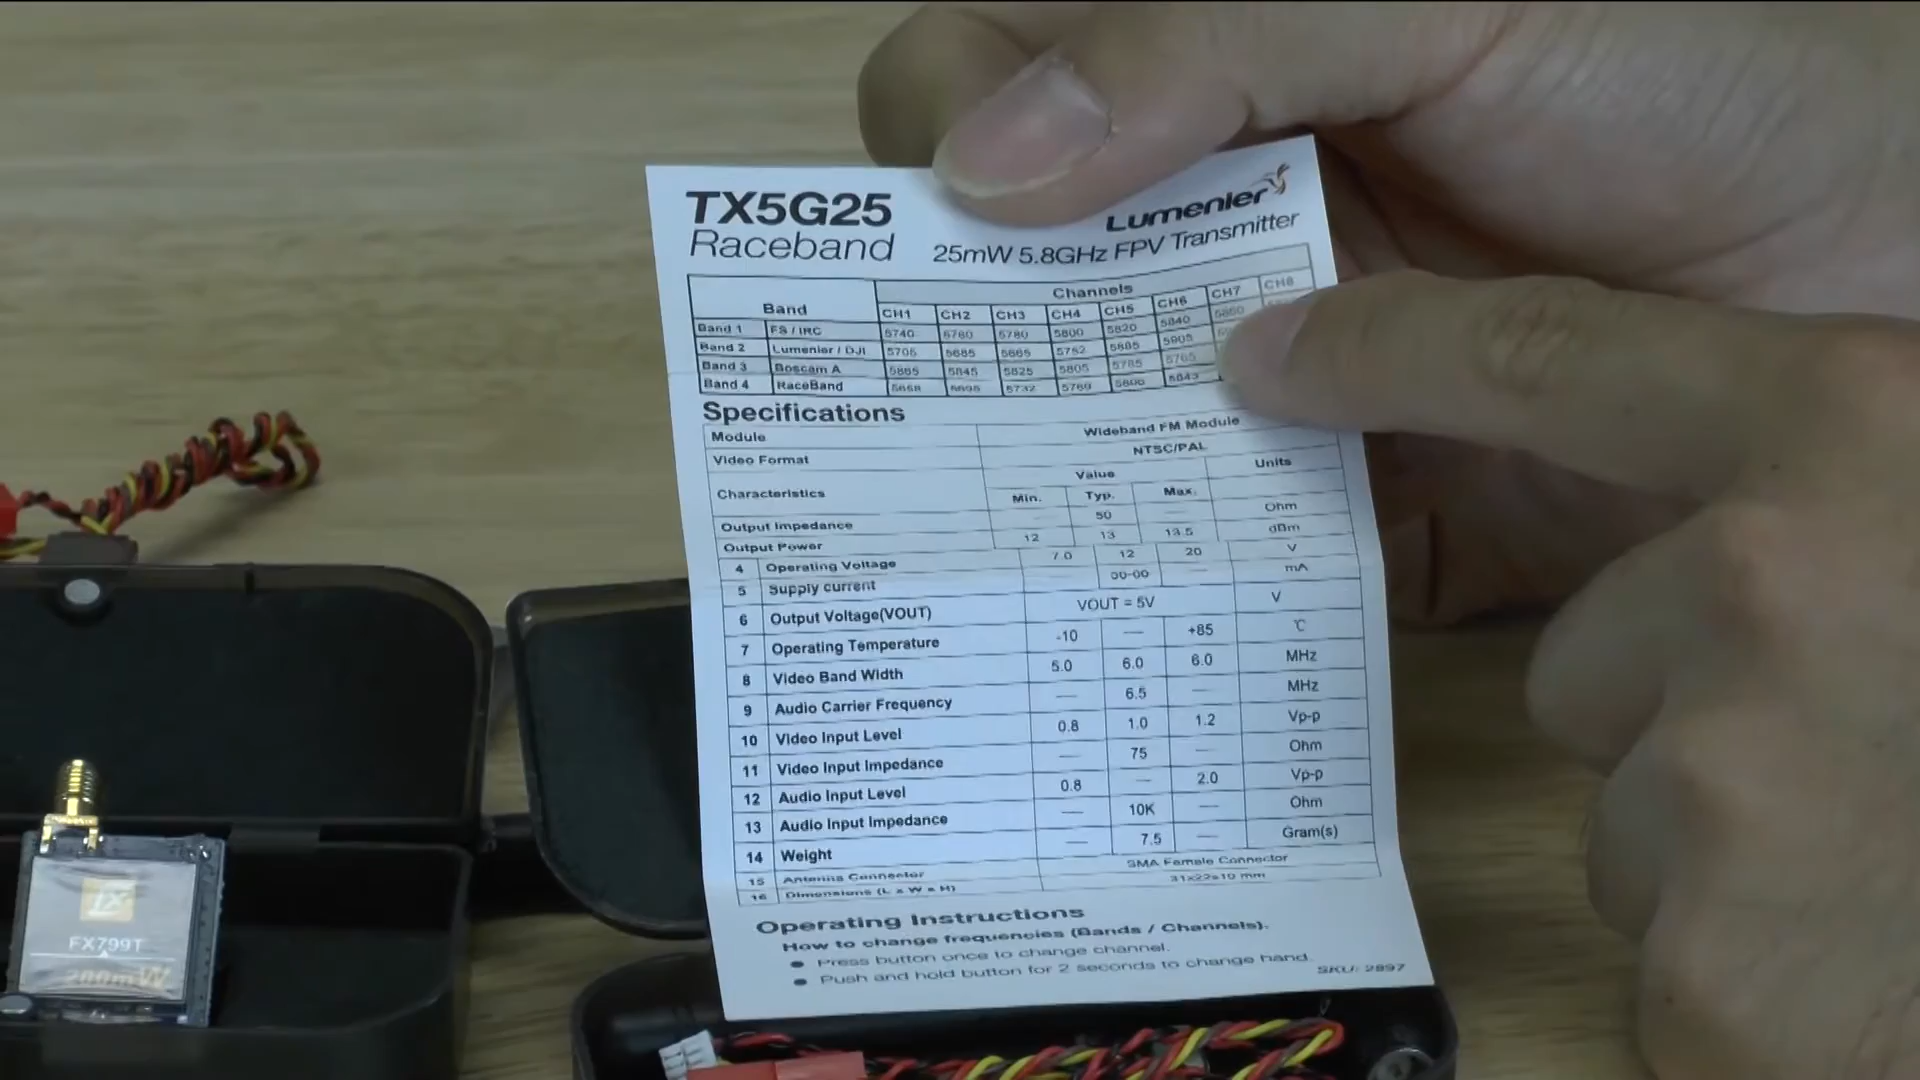 TX5G25
Raceband
Lumenier
25mW 5.8GHz FPV Transmitter
Band Channels
CH1 CH2 CH3 CH4 CH5 CH6 CH7 CH8
Band 1 FS / IRC 5740 5760 5780 5800 5820 5840 5860
Band 2 Lumenier / DJI 5705 5685 5665 5752 5885 5905
Band 3 Boscam A 5865 5845 5825 5805 5785 5765
Band 4 RaceBand 5658 5695 5732 5769 5806 5843
Specifications
Module Wideband FM Module
Video Format NTSC/PAL
Characteristics Value Units
Min. Typ. Max.
Output Impedance 50 Ohm
Output Power 12 13 13.5 dBm
4 Operating Voltage 7.0 12 20 V
5 Supply current mA
6 Output Voltage(VOUT) VOUT = 5V V
7 Operating Temperature -10 — +85 ℃
8 Video Band Width 5.0 6.0 6.0 MHz
9 Audio Carrier Frequency — 6.5 — MHz
10 Video Input Level 0.8 1.0 1.2 Vp-p
11 Video Input Impedance — 75 — Ohm
12 Audio Input Level 0.8 — 2.0 Vp-p
13 Audio Input Impedance — 10K — Ohm
14 Weight — 7.5 — Gram(s)
15 Antenna Connector SMA Female Connector
16 Dimensions (L x W x H) 31x22x10 mm
Operating Instructions
How to change frequencies (Bands / Channels).
● Press button once to change channel.
● Push and hold button for 2 seconds to change band.
SKU: 2897
FX799T